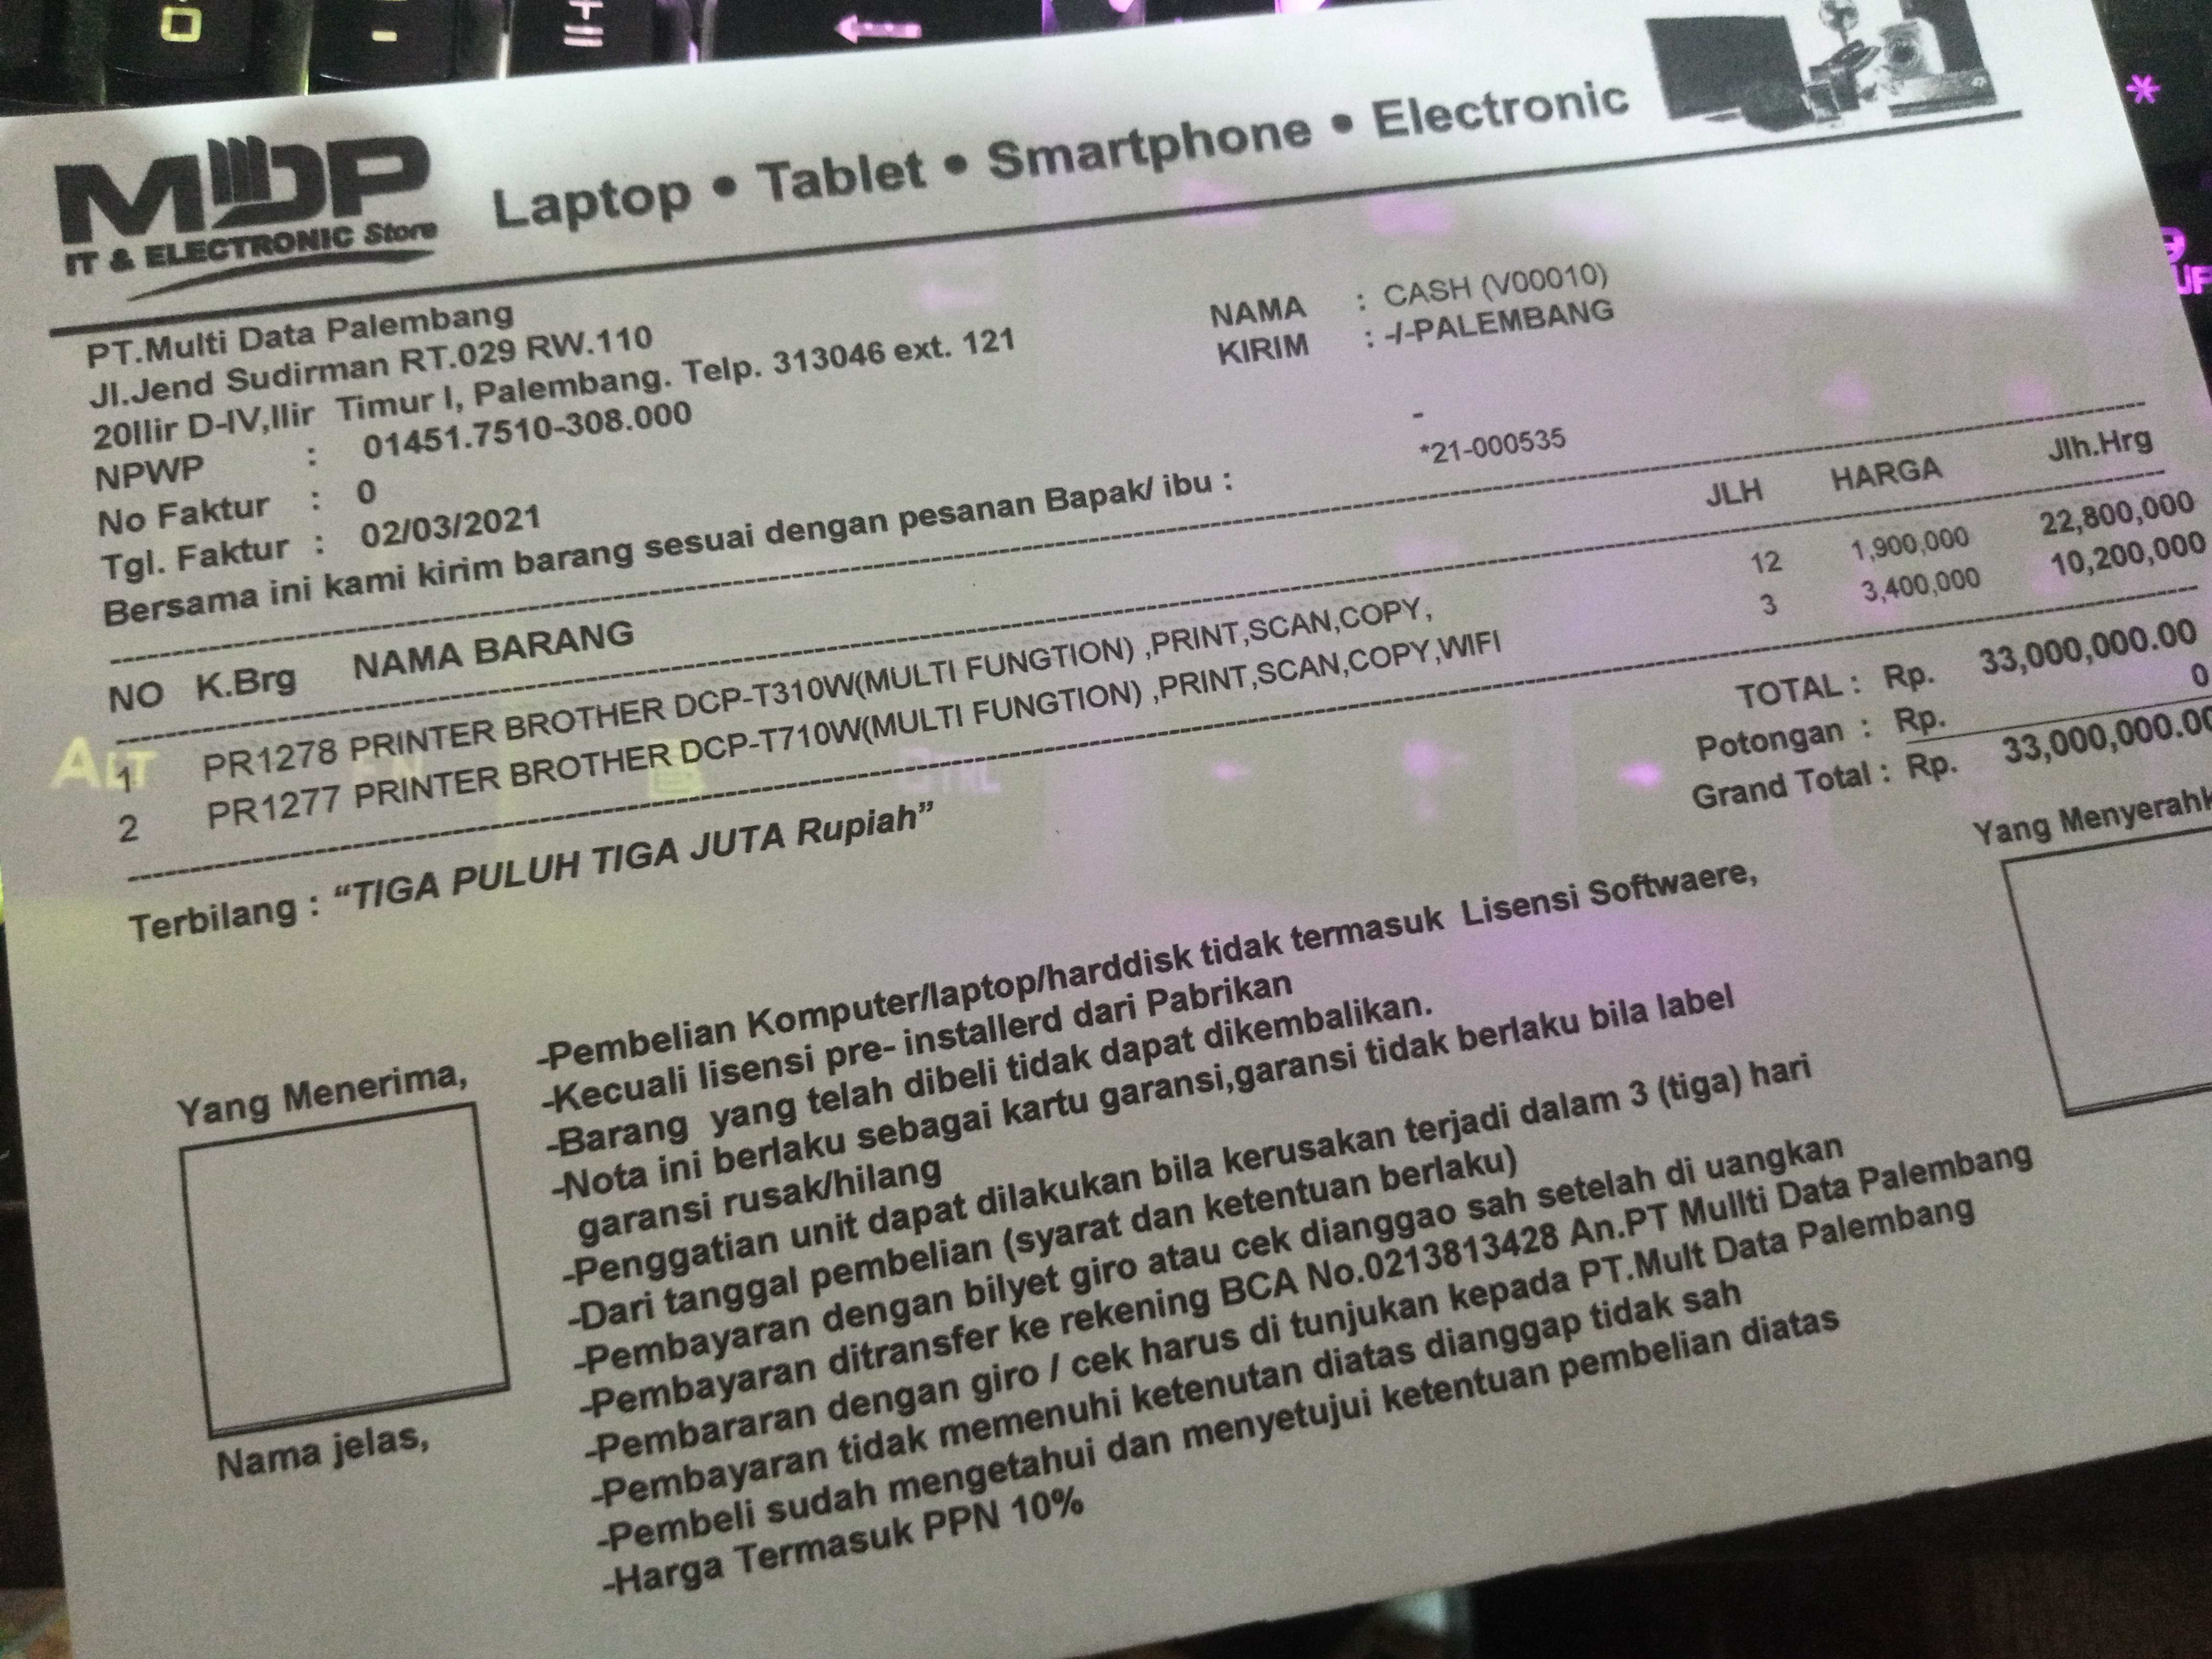 MDP
IT & ELECTRONIC Store
Laptop • Tablet • Smartphone • Electronic
PT.Multi Data Palembang
Jl.Jend Sudirman RT.029 RW.110
20Ilir D-IV,Ilir Timur I, Palembang. Telp. 313046 ext. 121
NPWP : 01451.7510-308.000
No Faktur : 0
Tgl. Faktur : 02/03/2021
NAMA : CASH (V00010)
KIRIM : -/-PALEMBANG
-
*21-000535
Bersama ini kami kirim barang sesuai dengan pesanan Bapak/ ibu :
NO K.Brg NAMA BARANG JLH HARGA Jlh.Hrg
1 PR1278 PRINTER BROTHER DCP-T310W(MULTI FUNGTION) ,PRINT,SCAN,COPY, 12 1,900,000 22,800,000
2 PR1277 PRINTER BROTHER DCP-T710W(MULTI FUNGTION) ,PRINT,SCAN,COPY,WIFI 3 3,400,000 10,200,000
TOTAL : Rp. 33,000,000.00
Potongan : Rp. 0
Grand Total : Rp. 33,000,000.00
Terbilang : “TIGA PULUH TIGA JUTA Rupiah”
Yang Menerima,
Nama jelas,
-Pembelian Komputer/laptop/harddisk tidak termasuk Lisensi Softwaere,
-Kecuali lisensi pre- installerd dari Pabrikan
-Barang yang telah dibeli tidak dapat dikembalikan.
-Nota ini berlaku sebagai kartu garansi,garansi tidak berlaku bila label
garansi rusak/hilang
-Penggatian unit dapat dilakukan bila kerusakan terjadi dalam 3 (tiga) hari
-Dari tanggal pembelian (syarat dan ketentuan berlaku)
-Pembayaran dengan bilyet giro atau cek dianggao sah setelah di uangkan
-Pembayaran ditransfer ke rekening BCA No.0213813428 An.PT Mullti Data Palembang
-Pembararan dengan giro / cek harus di tunjukan kepada PT.Mult Data Palembang
-Pembayaran tidak memenuhi ketenutan diatas dianggap tidak sah
-Pembeli sudah mengetahui dan menyetujui ketentuan pembelian diatas
-Harga Termasuk PPN 10%
Yang Menyerahk
ALT
CTRL